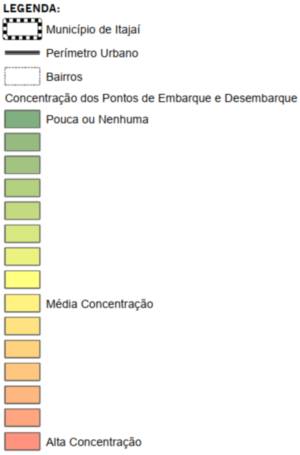 LEGENDA:
Município de Itajaí
Perímetro Urbano
Bairros
Concentração dos Pontos de Embarque e Desembarque
Pouca ou Nenhuma
Média Concentração
Alta Concentração